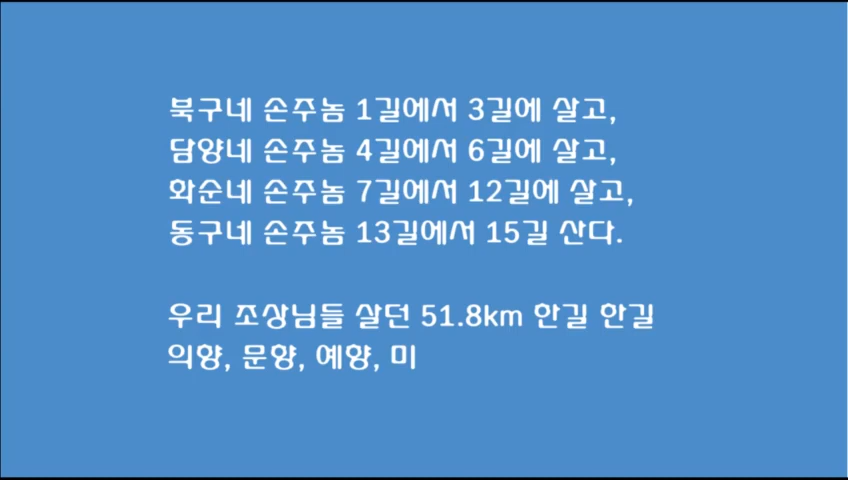 북구네 손주놈 1길에서 3길에 살고,
담양네 손주놈 4길에서 6길에 살고,
화순네 손주놈 7길에서 12길에 살고,
동구네 손주놈 13길에서 15길 산다.
우리 조상님들 살던 51.8km 한길 한길
의향, 문향, 예향, 미